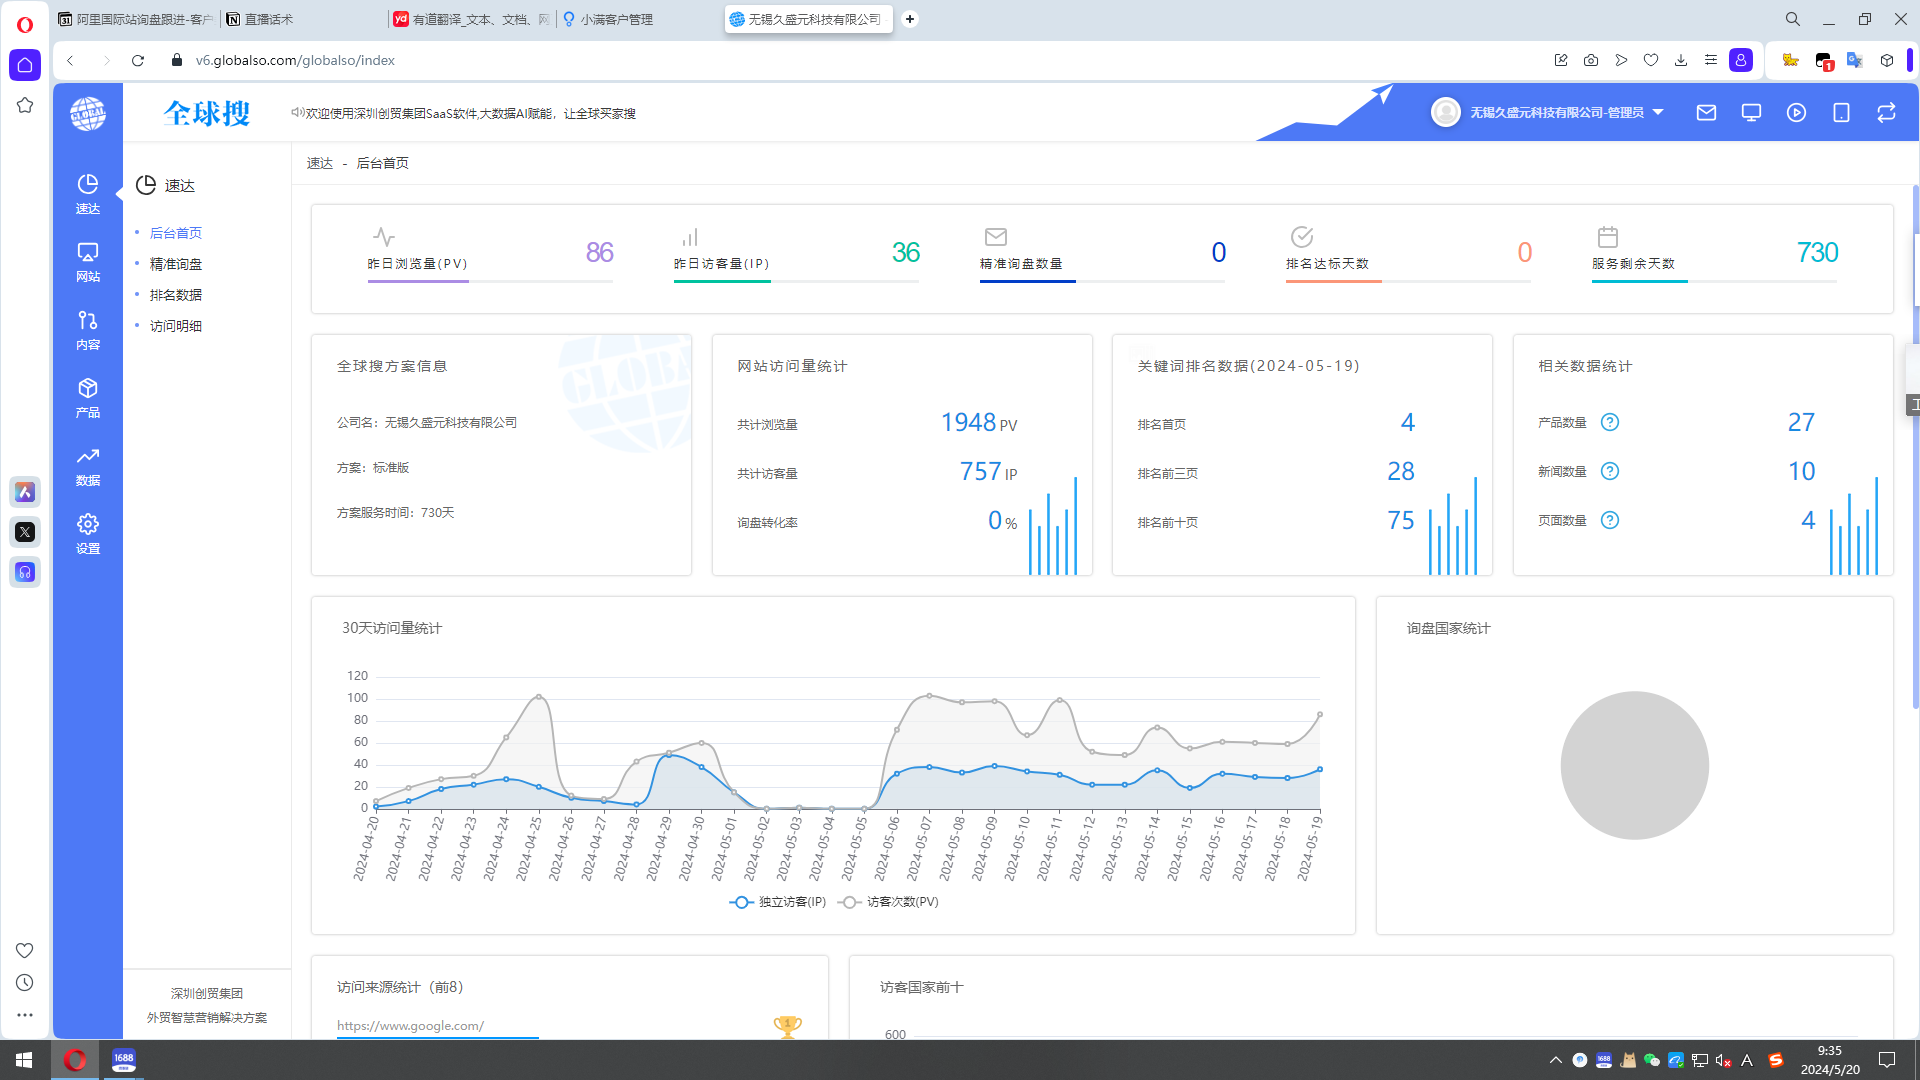 阿里国际站询盘跟进-客户
直播话术
有道翻译_文本、文档、网
小满客户管理
无锡久盛元科技有限公司
v6.globalso.com/globalso/index
1
GLOBAL
全球搜
欢迎使用深圳创贸集团SaaS软件,大数据AI赋能，让全球买家搜
无锡久盛元科技有限公司-管理员
速达
网站
内容
产品
数据
设置
速达
后台首页
精准询盘
排名数据
访问明细
深圳创贸集团
外贸智慧营销解决方案
速达 - 后台首页
昨日浏览量(PV) 86
昨日访客量(IP) 36
精准询盘数量 0
排名达标天数 0
服务剩余天数 730
全球搜方案信息
公司名：无锡久盛元科技有限公司
方案：标准版
方案服务时间：730天
网站访问量统计
共计浏览量 1948 PV
共计访客量 757 IP
询盘转化率 0 %
关键词排名数据(2024-05-19)
排名首页 4
排名前三页 28
排名前十页 75
相关数据统计
产品数量 ? 27
新闻数量 ? 10
页面数量 ? 4
30天访问量统计
120
100
80
60
40
20
0
2024-04-20
2024-04-21
2024-04-22
2024-04-23
2024-04-24
2024-04-25
2024-04-26
2024-04-27
2024-04-28
2024-04-29
2024-04-30
2024-05-01
2024-05-02
2024-05-03
2024-05-04
2024-05-05
2024-05-06
2024-05-07
2024-05-08
2024-05-09
2024-05-10
2024-05-11
2024-05-12
2024-05-13
2024-05-14
2024-05-15
2024-05-16
2024-05-17
2024-05-18
2024-05-19
独立访客(IP) 访客次数(PV)
询盘国家统计
访问来源统计（前8）
https://www.google.com/
1
访客国家前十
600
1688
9:35
2024/5/20